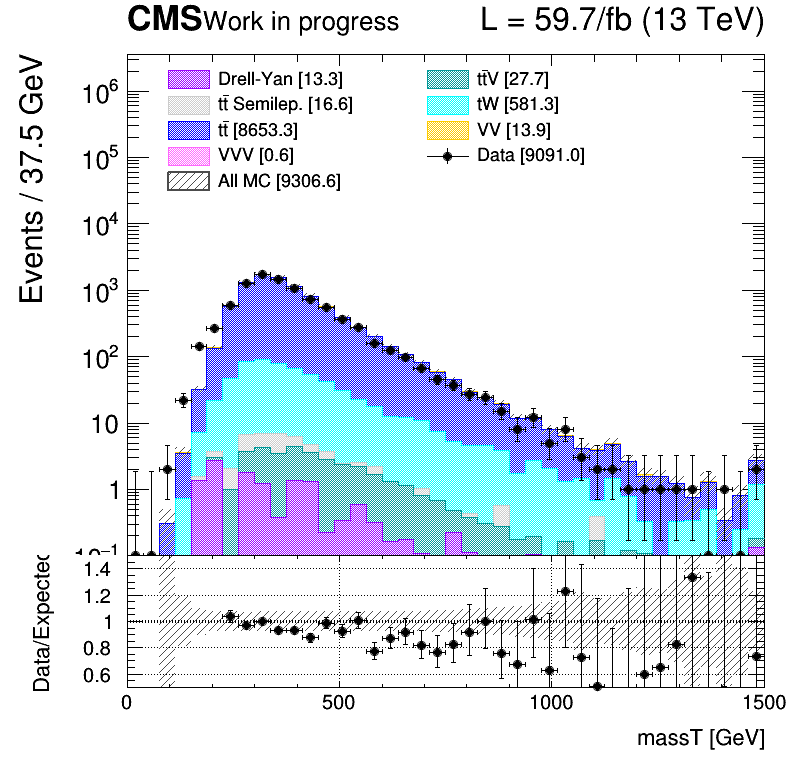 CMS Work in progress L = 59.7/fb (13 TeV)
Events / 37.5 GeV
Drell-Yan [13.3]
tt̄ Semilep. [16.6]
tt̄ [8653.3]
VVV [0.6]
All MC [9306.6]
tt̄V [27.7]
tW [581.3]
VV [13.9]
Data [9091.0]
10⁶
10⁵
10⁴
10³
10²
10
1
10⁻¹
Data/Expected
1.4
1.2
1
0.8
0.6
0 500 1000 1500
massT [GeV]